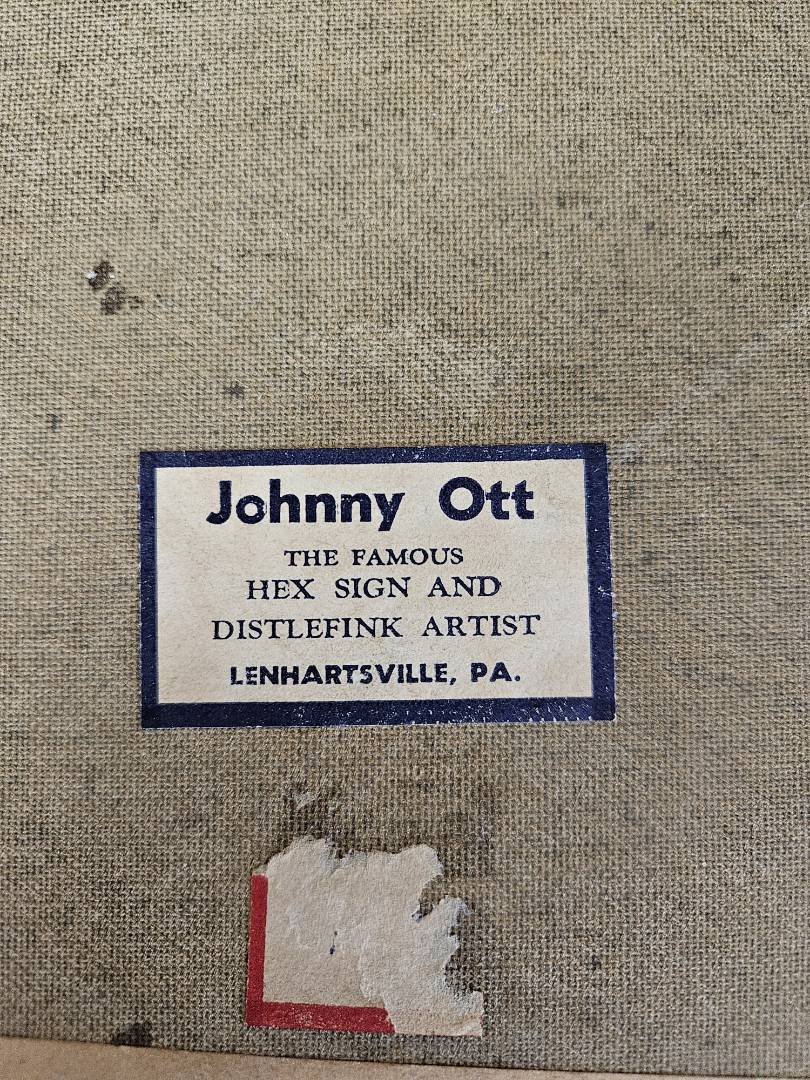 Johnny Ott
THE FAMOUS
HEX SIGN AND
DISTLEFINK ARTIST
LENHARTSVILLE, PA.